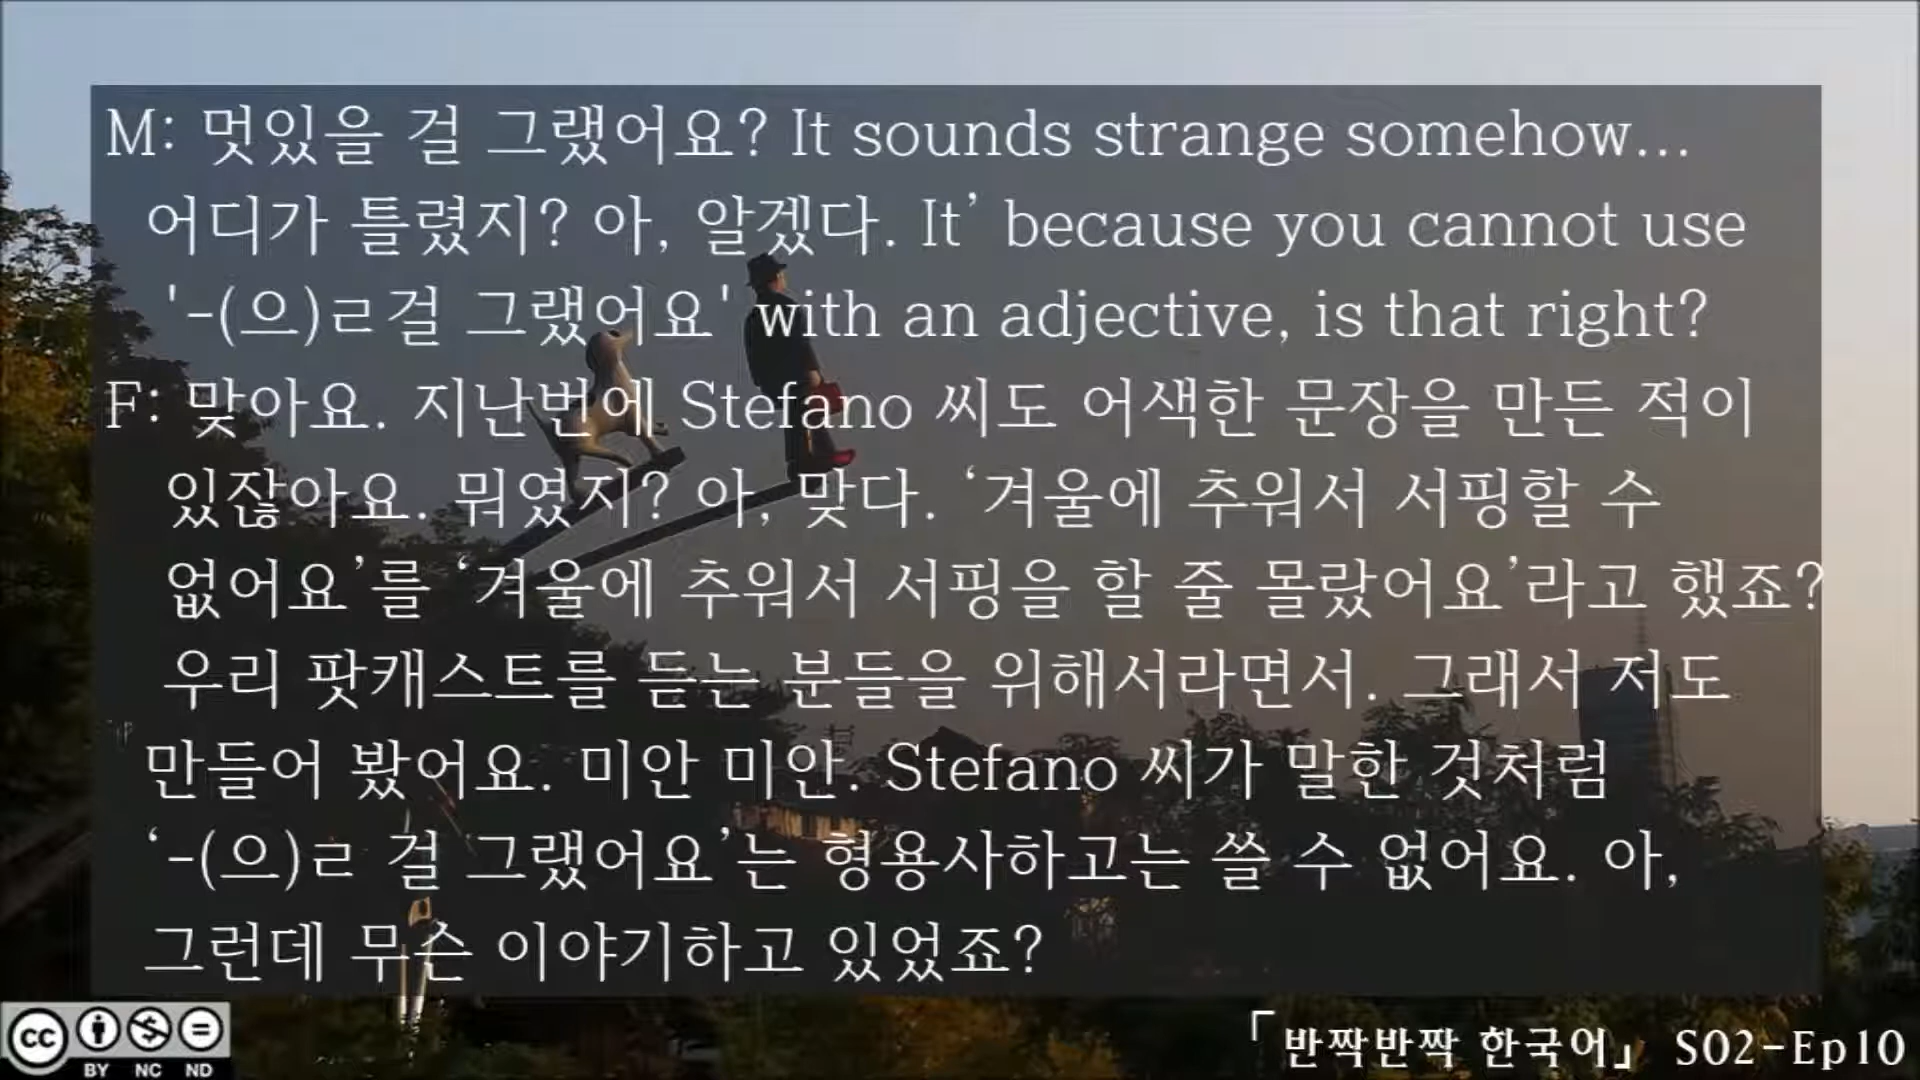 M: 멋있을 걸 그랬어요? It sounds strange somehow...
어디가 틀렸지? 아, 알겠다. It’ because you cannot use
'-(으)ㄹ걸 그랬어요' with an adjective, is that right?
F: 맞아요. 지난번에 Stefano 씨도 어색한 문장을 만든 적이
있잖아요. 뭐였지? 아, 맞다. ‘겨울에 추워서 서핑할 수
없어요’를 ‘겨울에 추워서 서핑을 할 줄 몰랐어요’라고 했죠?
우리 팟캐스트를 듣는 분들을 위해서라면서. 그래서 저도
만들어 봤어요. 미안 미안. Stefano 씨가 말한 것처럼
‘-(으)ㄹ 걸 그랬어요’는 형용사하고는 쓸 수 없어요. 아,
그런데 무슨 이야기하고 있었죠?
cc BY NC ND
「반짝반짝 한국어」 S02-Ep10